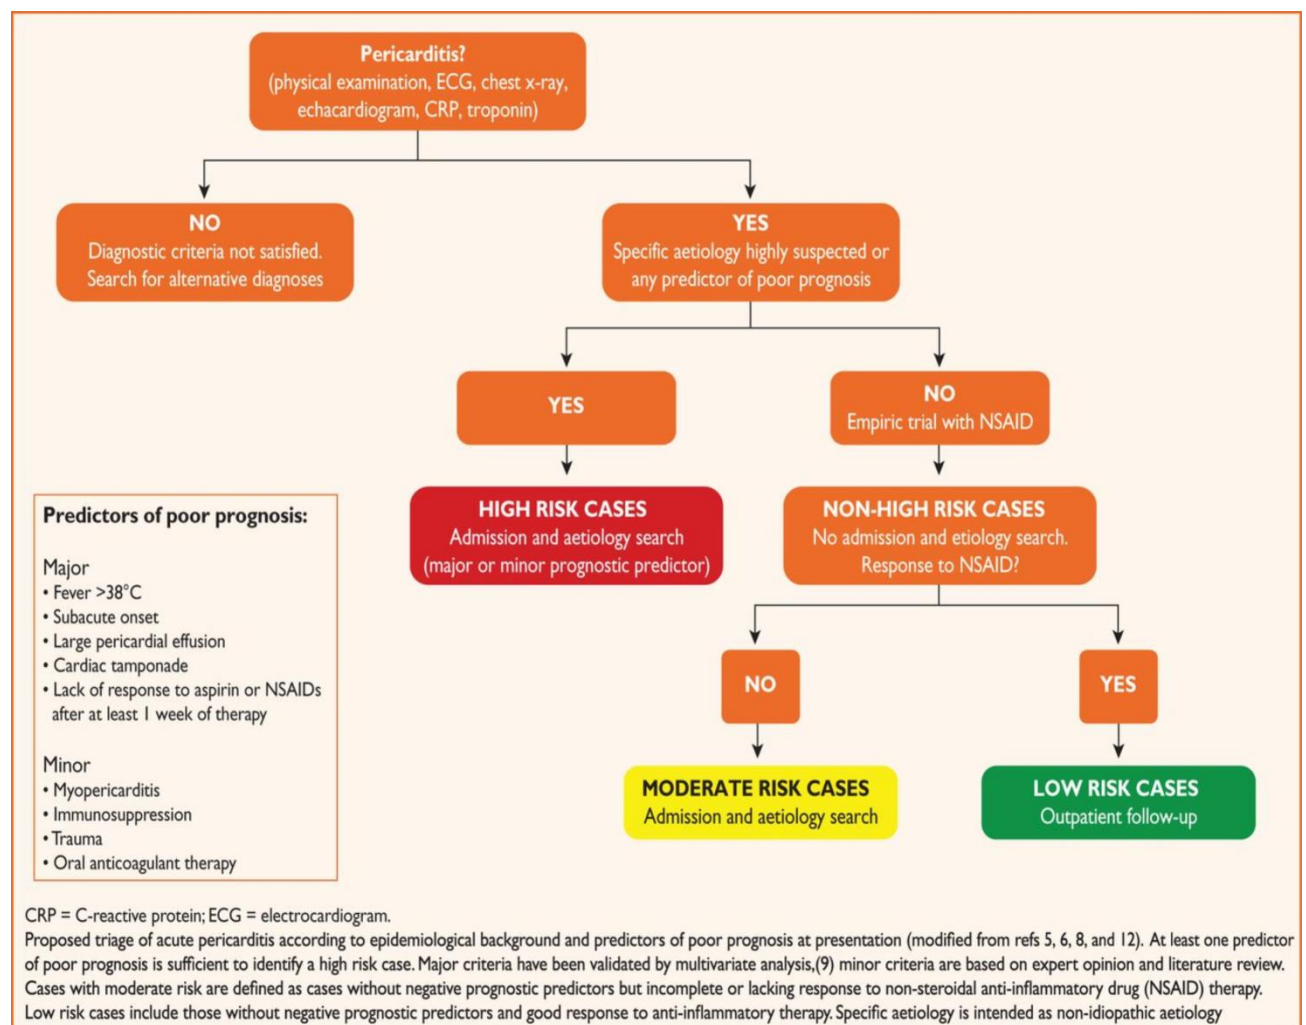 Pericarditis?
(physical examination, ECG, chest x-ray,
echacardiogram, CRP, troponin)
NO
Diagnostic criteria not satisfied.
Search for alternative diagnoses
YES
Specific aetiology highly suspected or
any predictor of poor prognosis
YES
NO
Empiric trial with NSAID
HIGH RISK CASES
Admission and aetiology search
(major or minor prognostic predictor)
NON-HIGH RISK CASES
No admission and etiology search.
Response to NSAID?
NO
YES
MODERATE RISK CASES
Admission and aetiology search
LOW RISK CASES
Outpatient follow-up
Predictors of poor prognosis:
Major
• Fever >38°C
• Subacute onset
• Large pericardial effusion
• Cardiac tamponade
• Lack of response to aspirin or NSAIDs
after at least 1 week of therapy
Minor
• Myopericarditis
• Immunosuppression
• Trauma
• Oral anticoagulant therapy
CRP = C-reactive protein; ECG = electrocardiogram.
Proposed triage of acute pericarditis according to epidemiological background and predictors of poor prognosis at presentation (modified from refs 5, 6, 8, and 12). At least one predictor
of poor prognosis is sufficient to identify a high risk case. Major criteria have been validated by multivariate analysis,(9) minor criteria are based on expert opinion and literature review.
Cases with moderate risk are defined as cases without negative prognostic predictors but incomplete or lacking response to non-steroidal anti-inflammatory drug (NSAID) therapy.
Low risk cases include those without negative prognostic predictors and good response to anti-inflammatory therapy. Specific aetiology is intended as non-idiopathic aetiology